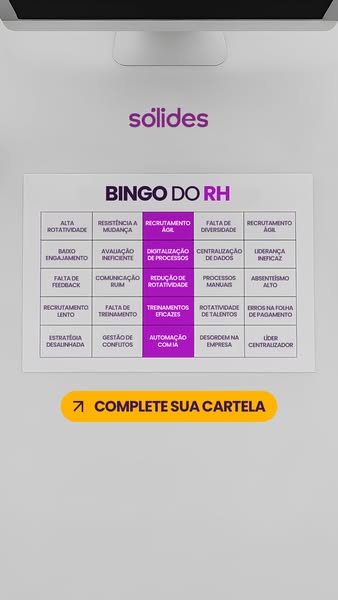 sólides
BINGO DO RH
ALTA
ROTATIVIDADE
RESISTÊNCIA A
MUDANÇA
RECRUTAMENTO
ÁGIL
FALTA DE
DIVERSIDADE
RECRUTAMENTO
ÁGIL
BAIXO
ENGAJAMENTO
AVALIAÇÃO
INEFICIENTE
DIGITALIZAÇÃO
DE PROCESSOS
CENTRALIZAÇÃO
DE DADOS
LIDERANÇA
INEFICAZ
FALTA DE
FEEDBACK
COMUNICAÇÃO
RUIM
REDUÇÃO DE
ROTATIVIDADE
PROCESSOS
MANUAIS
ABSENTEÍSMO
ALTO
RECRUTAMENTO
LENTO
FALTA DE
TREINAMENTO
TREINAMENTOS
EFICAZES
ROTATIVIDADE
DE TALENTOS
ERROS NA FOLHA
DE PAGAMENTO
ESTRATÉGIA
DESALINHADA
GESTÃO DE
CONFLITOS
AUTOMAÇÃO
COM IA
DESORDEM NA
EMPRESA
LÍDER
CENTRALIZADOR
COMPLETE SUA CARTELA